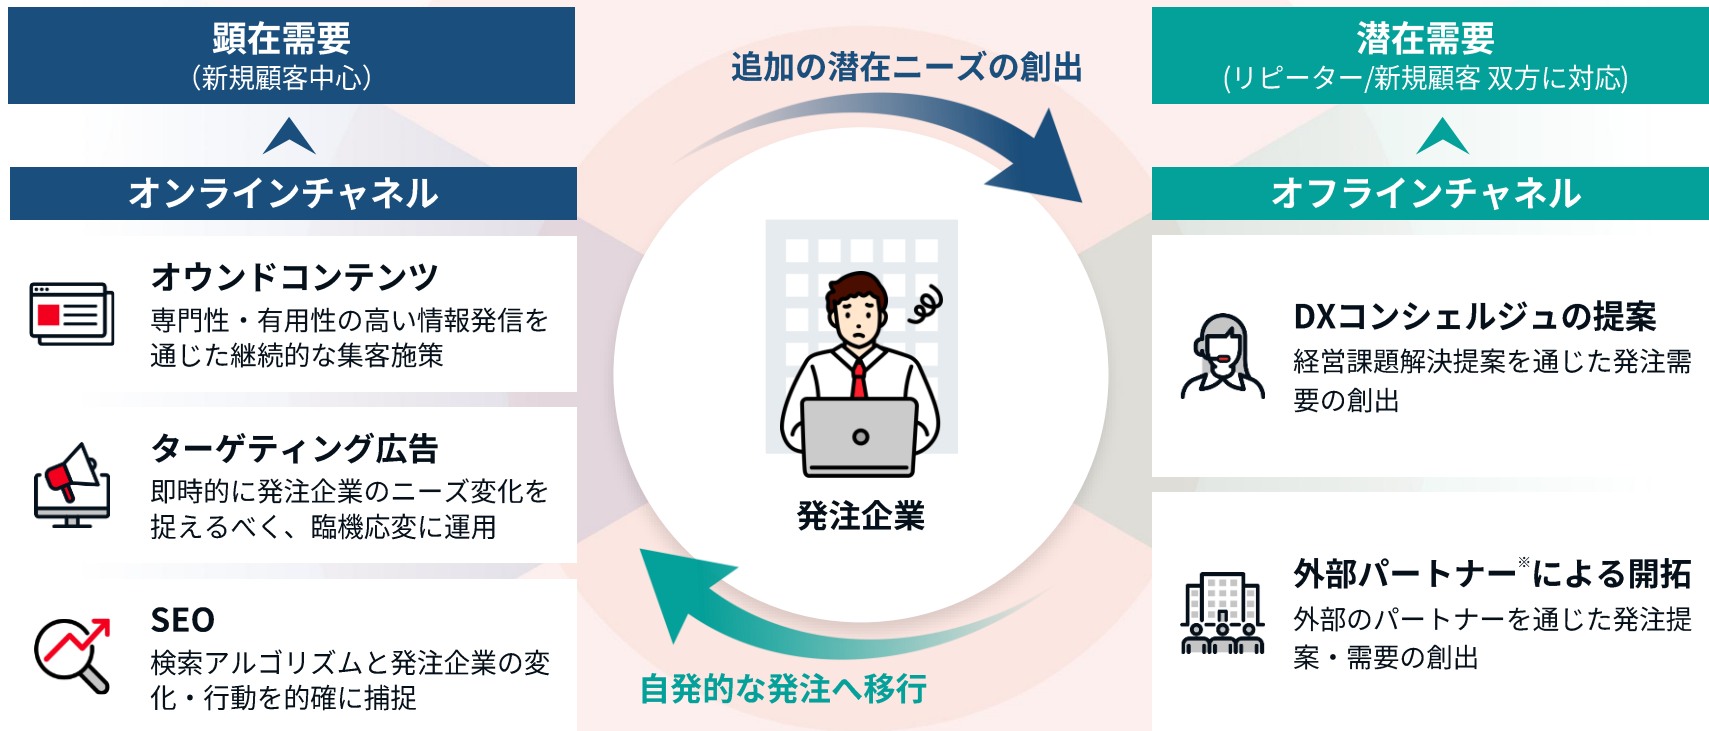 顕在需要
（新規顧客中心）
オンラインチャネル
オウンドコンテンツ
専門性・有用性の高い情報発信を
通じた継続的な集客施策
ターゲティング広告
即時的に発注企業のニーズ変化を
捉えるべく、臨機応変に運用
SEO
検索アルゴリズムと発注企業の変
化・行動を的確に捕捉
追加の潜在ニーズの創出
発注企業
自発的な発注へ移行
潜在需要
(リピーター/新規顧客 双方に対応)
オフラインチャネル
DXコンシェルジュの提案
経営課題解決提案を通じた発注需
要の創出
外部パートナー※による開拓
外部のパートナーを通じた発注提
案・需要の創出